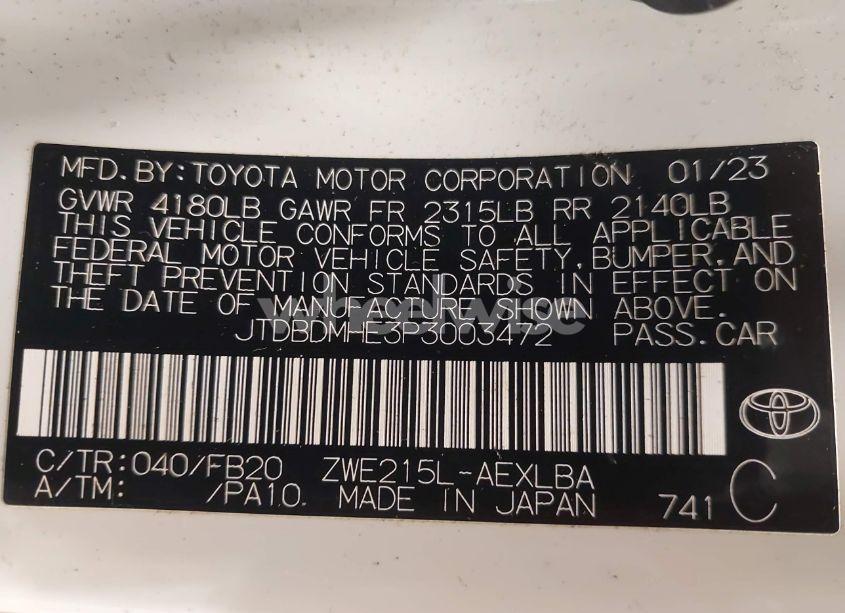 MFD.BY:TOYOTA MOTOR CORPORATION 01/23
GVWR 4180LB GAWR FR 2315LB RR 2140LB
THIS VEHICLE CONFORMS TO ALL APPLICABLE
FEDERAL MOTOR VEHICLE SAFETY,BUMPER,AND
THEFT PREVENTION STANDARDS IN EFFECT ON
THE DATE OF MANUFACTURE SHOWN ABOVE.
wheelwise
JTDBDMHE3P3003472 PASS.CAR
C/TR:040/FB20 ZWE215L-AEXLBA
A/TM: /PA10. MADE IN JAPAN 741 C